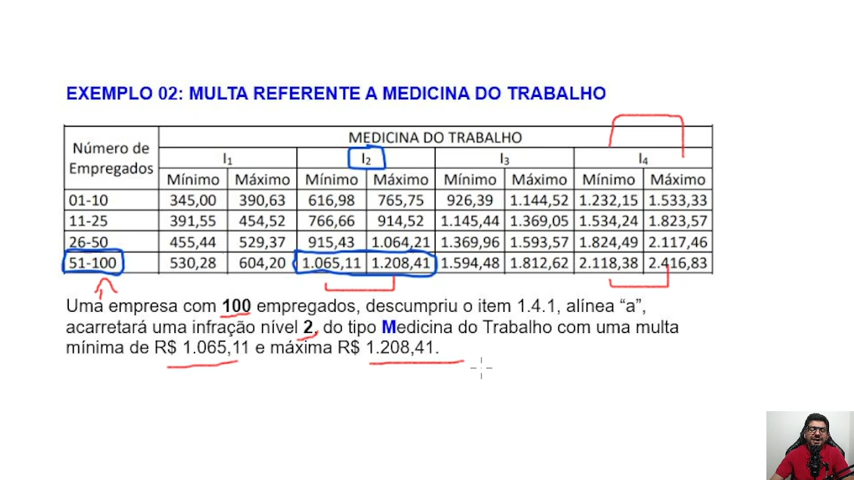 EXEMPLO 02: MULTA REFERENTE A MEDICINA DO TRABALHO
Número de Empregados MEDICINA DO TRABALHO
I1 I2 I3 I4
Mínimo Máximo Mínimo Máximo Mínimo Máximo Mínimo Máximo
01-10 345,00 390,63 616,98 765,75 926,39 1.144,52 1.232,15 1.533,33
11-25 391,55 454,52 766,66 914,52 1.145,44 1.369,05 1.534,24 1.823,57
26-50 455,44 529,37 915,43 1.064,21 1.369,96 1.593,57 1.824,49 2.117,46
51-100 530,28 604,20 1.065,11 1.208,41 1.594,48 1.812,62 2.118,38 2.416,83
Uma empresa com 100 empregados, descumpriu o item 1.4.1, alínea “a”,
acarretará uma infração nível 2, do tipo Medicina do Trabalho com uma multa
mínima de R$ 1.065,11 e máxima R$ 1.208,41.